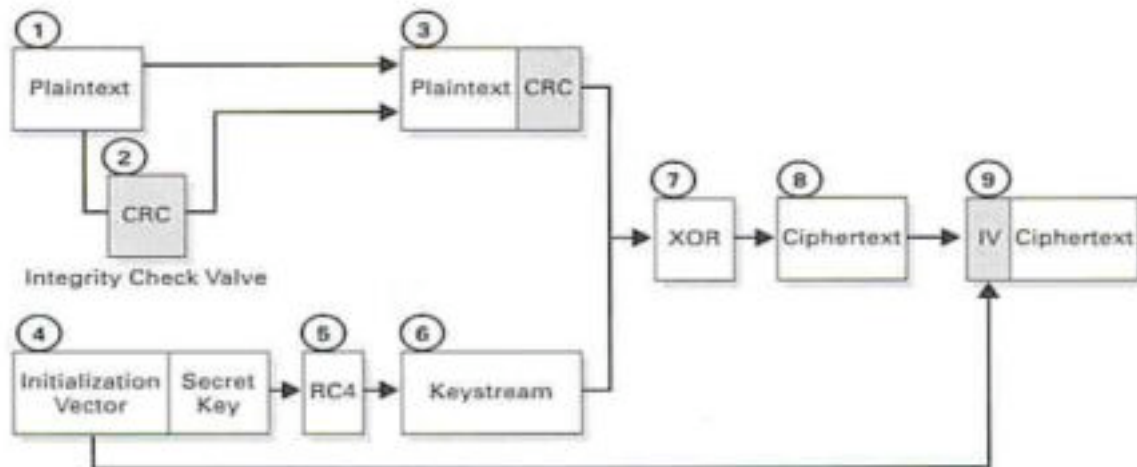 1
Plaintext
2
CRC
Integrity Check Valve
3
Plaintext CRC
4
Initialization
Vector
Secret
Key
5
RC4
6
Keystream
7
XOR
8
Ciphertext
9
IV Ciphertext